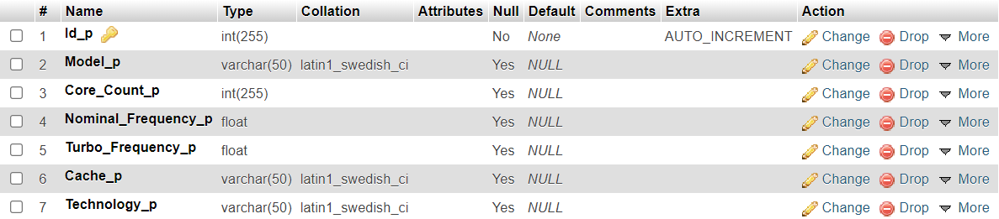 # Name Type Collation Attributes Null Default Comments Extra Action
1 Id_p int(255) No None AUTO_INCREMENT Change Drop More
2 Model_p varchar(50) latin1_swedish_ci Yes NULL Change Drop More
3 Core_Count_p int(255) Yes NULL Change Drop More
4 Nominal_Frequency_p float Yes NULL Change Drop More
5 Turbo_Frequency_p float Yes NULL Change Drop More
6 Cache_p varchar(50) latin1_swedish_ci Yes NULL Change Drop More
7 Technology_p varchar(50) latin1_swedish_ci Yes NULL Change Drop More